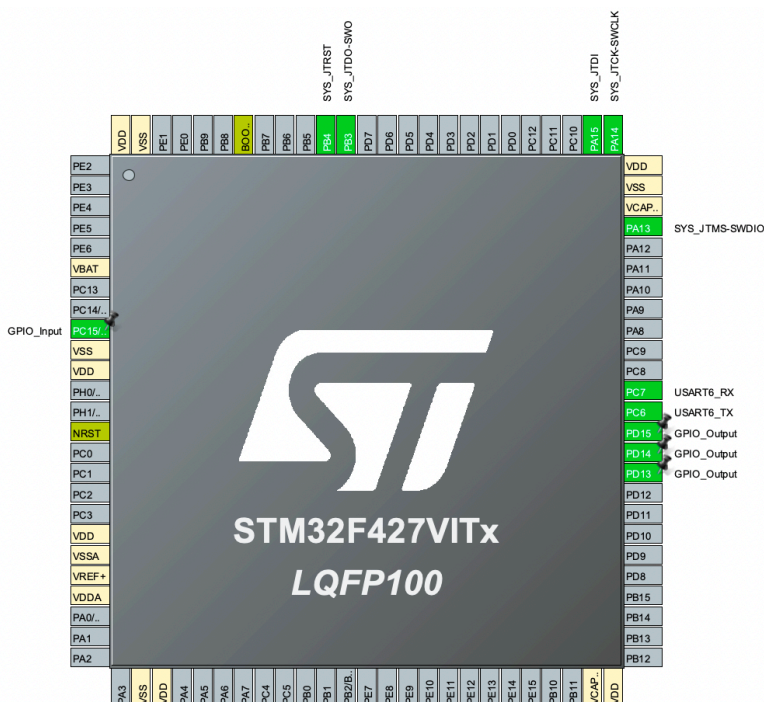 SYS_JTRST
SYS_JTDO-SWO
SYS_JTDI
SYS_JTCK-SWCLK
VDD
VSS
PE1
PE0
PB9
PB8
BOO..
PB7
PB6
PB5
PB4
PB3
PD7
PD6
PD5
PD4
PD3
PD2
PD1
PD0
PC12
PC11
PC10
PA15
PA14
PE2
PE3
PE4
PE5
PE6
VBAT
PC13
PC14/..
GPIO_Input PC15/..
VSS
VDD
PH0/..
PH1/..
NRST
PC0
PC1
PC2
PC3
VDD
VSSA
VREF+
VDDA
PA0/..
PA1
PA2
ST
STM32F427VITx
LQFP100
VDD
VSS
VCAP..
PA13 SYS_JTMS-SWDIO
PA12
PA11
PA10
PA9
PA8
PC9
PC8
PC7 USART6_RX
PC6 USART6_TX
PD15 GPIO_Output
PD14 GPIO_Output
PD13 GPIO_Output
PD12
PD11
PD10
PD9
PD8
PB15
PB14
PB13
PB12
PA3
VSS
VDD
PA4
PA5
PA6
PA7
PC4
PC5
PB0
PB1
PB2/B..
PE7
PE8
PE9
PE10
PE11
PE12
PE13
PE14
PE15
PB10
PB11
VCAP..
VDD